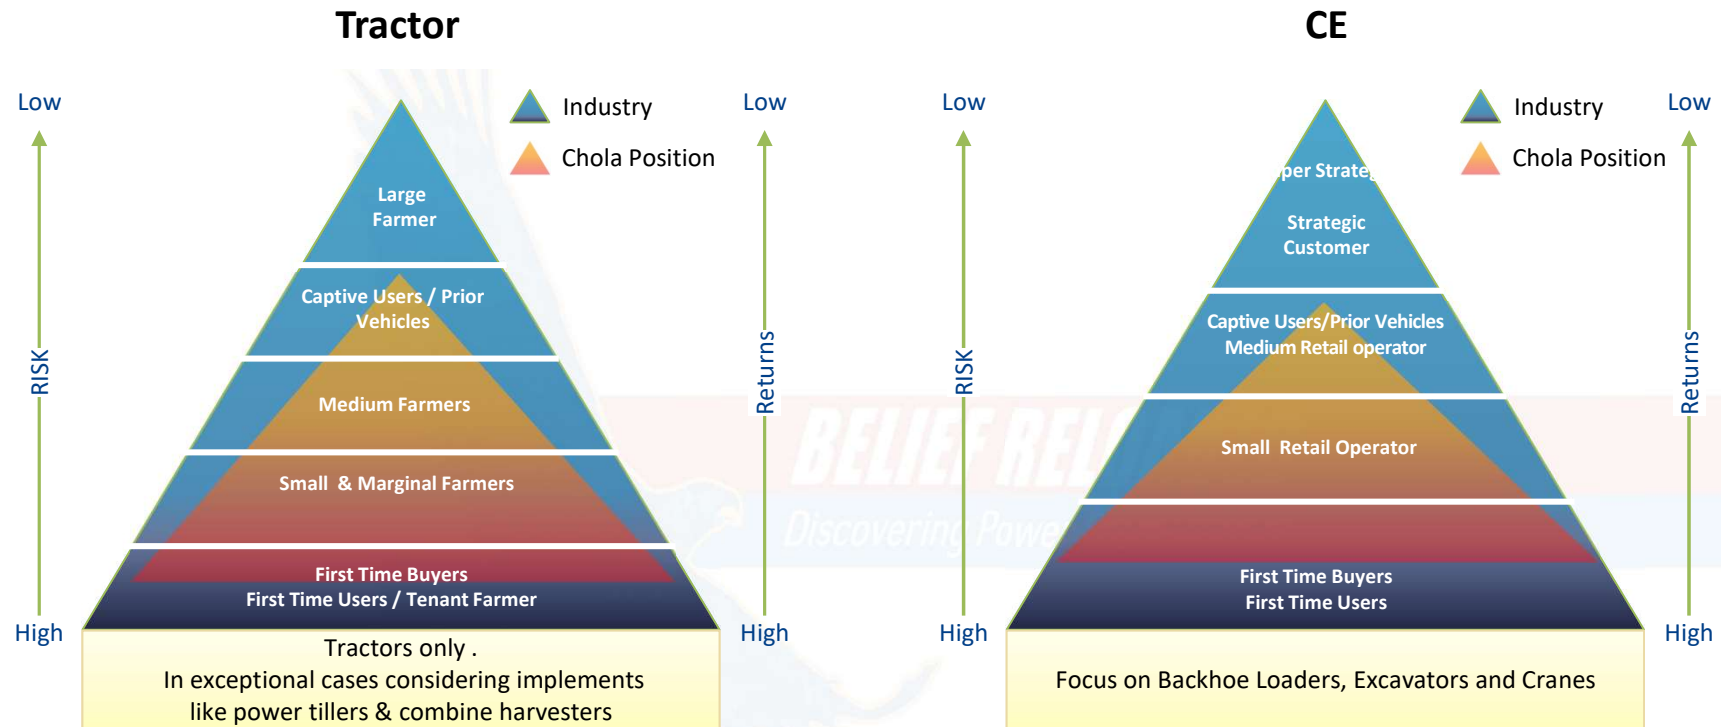 Tractor
Low
Low
Industry
Chola Position
Large
Farmer
Captive Users / Prior
Vehicles
RISK
Returns
Medium Farmers
Small & Marginal Farmers
First Time Buyers
First Time Users / Tenant Farmer
High
High
Tractors only .
In exceptional cases considering implements
like power tillers & combine harvesters
CE
Low
Low
Industry
Chola Position
Strategic
Customer
Captive Users/Prior Vehicles
Medium Retail operator
RISK
Returns
Small Retail Operator
First Time Buyers
First Time Users
High
High
Focus on Backhoe Loaders, Excavators and Cranes
BELIEF
Discovering